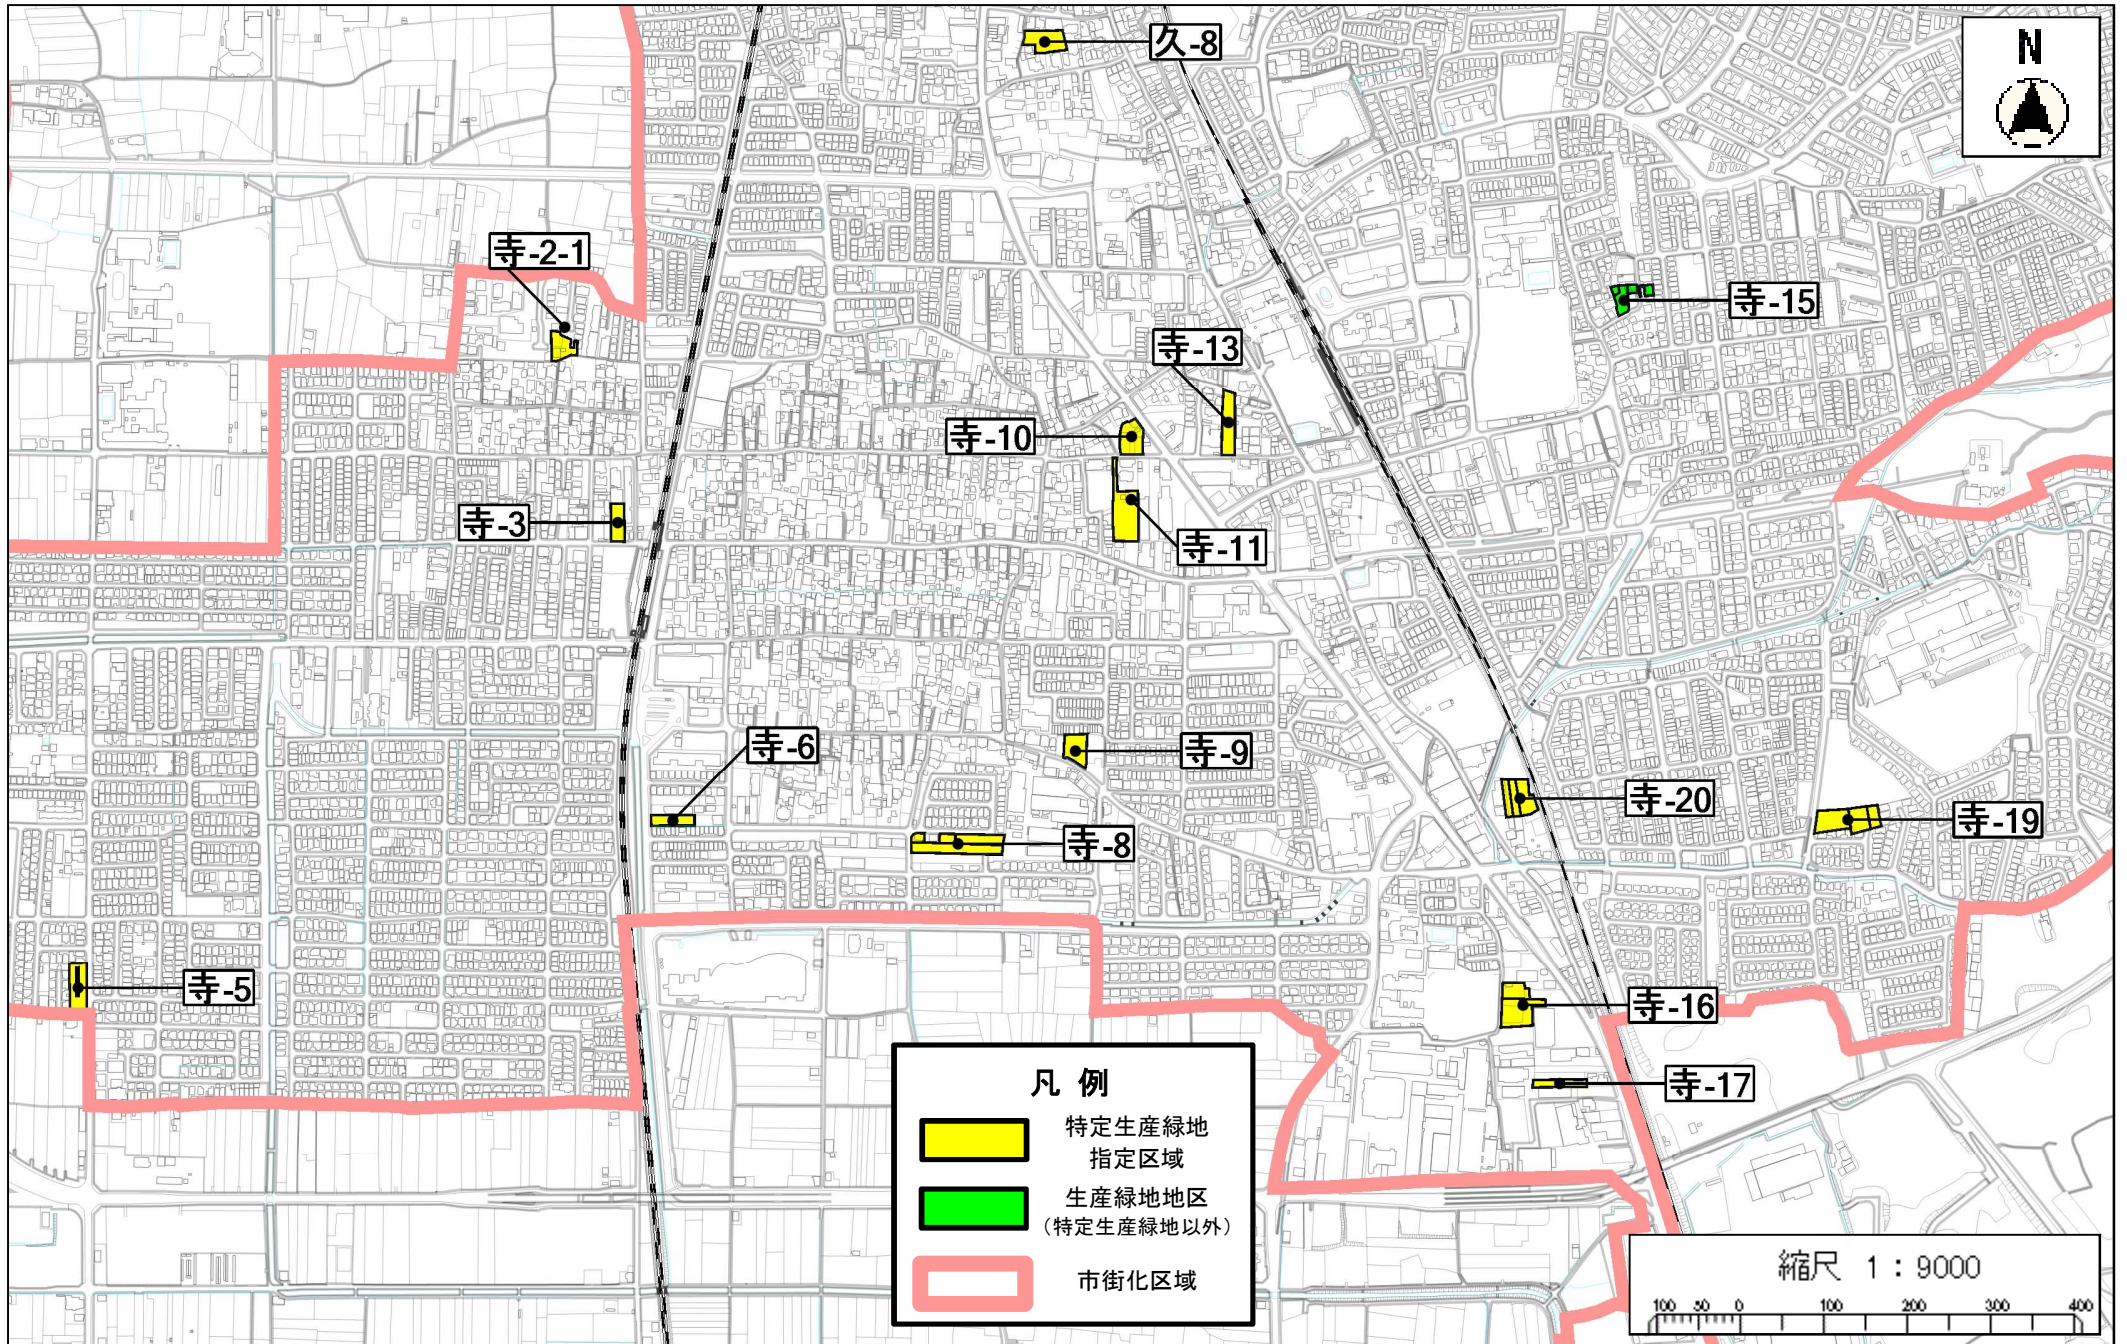 久-8
N
寺-2-1
寺-15
寺-13
寺-10
寺-3
寺-11
寺-6
寺-9
寺-20
寺-19
寺-8
寺-5
寺-16
寺-17
凡 例
特定生産緑地
指定区域
生産緑地地区
(特定生産緑地以外)
市街化区域
縮尺 1:9000
100 50 0 100 200 300 400